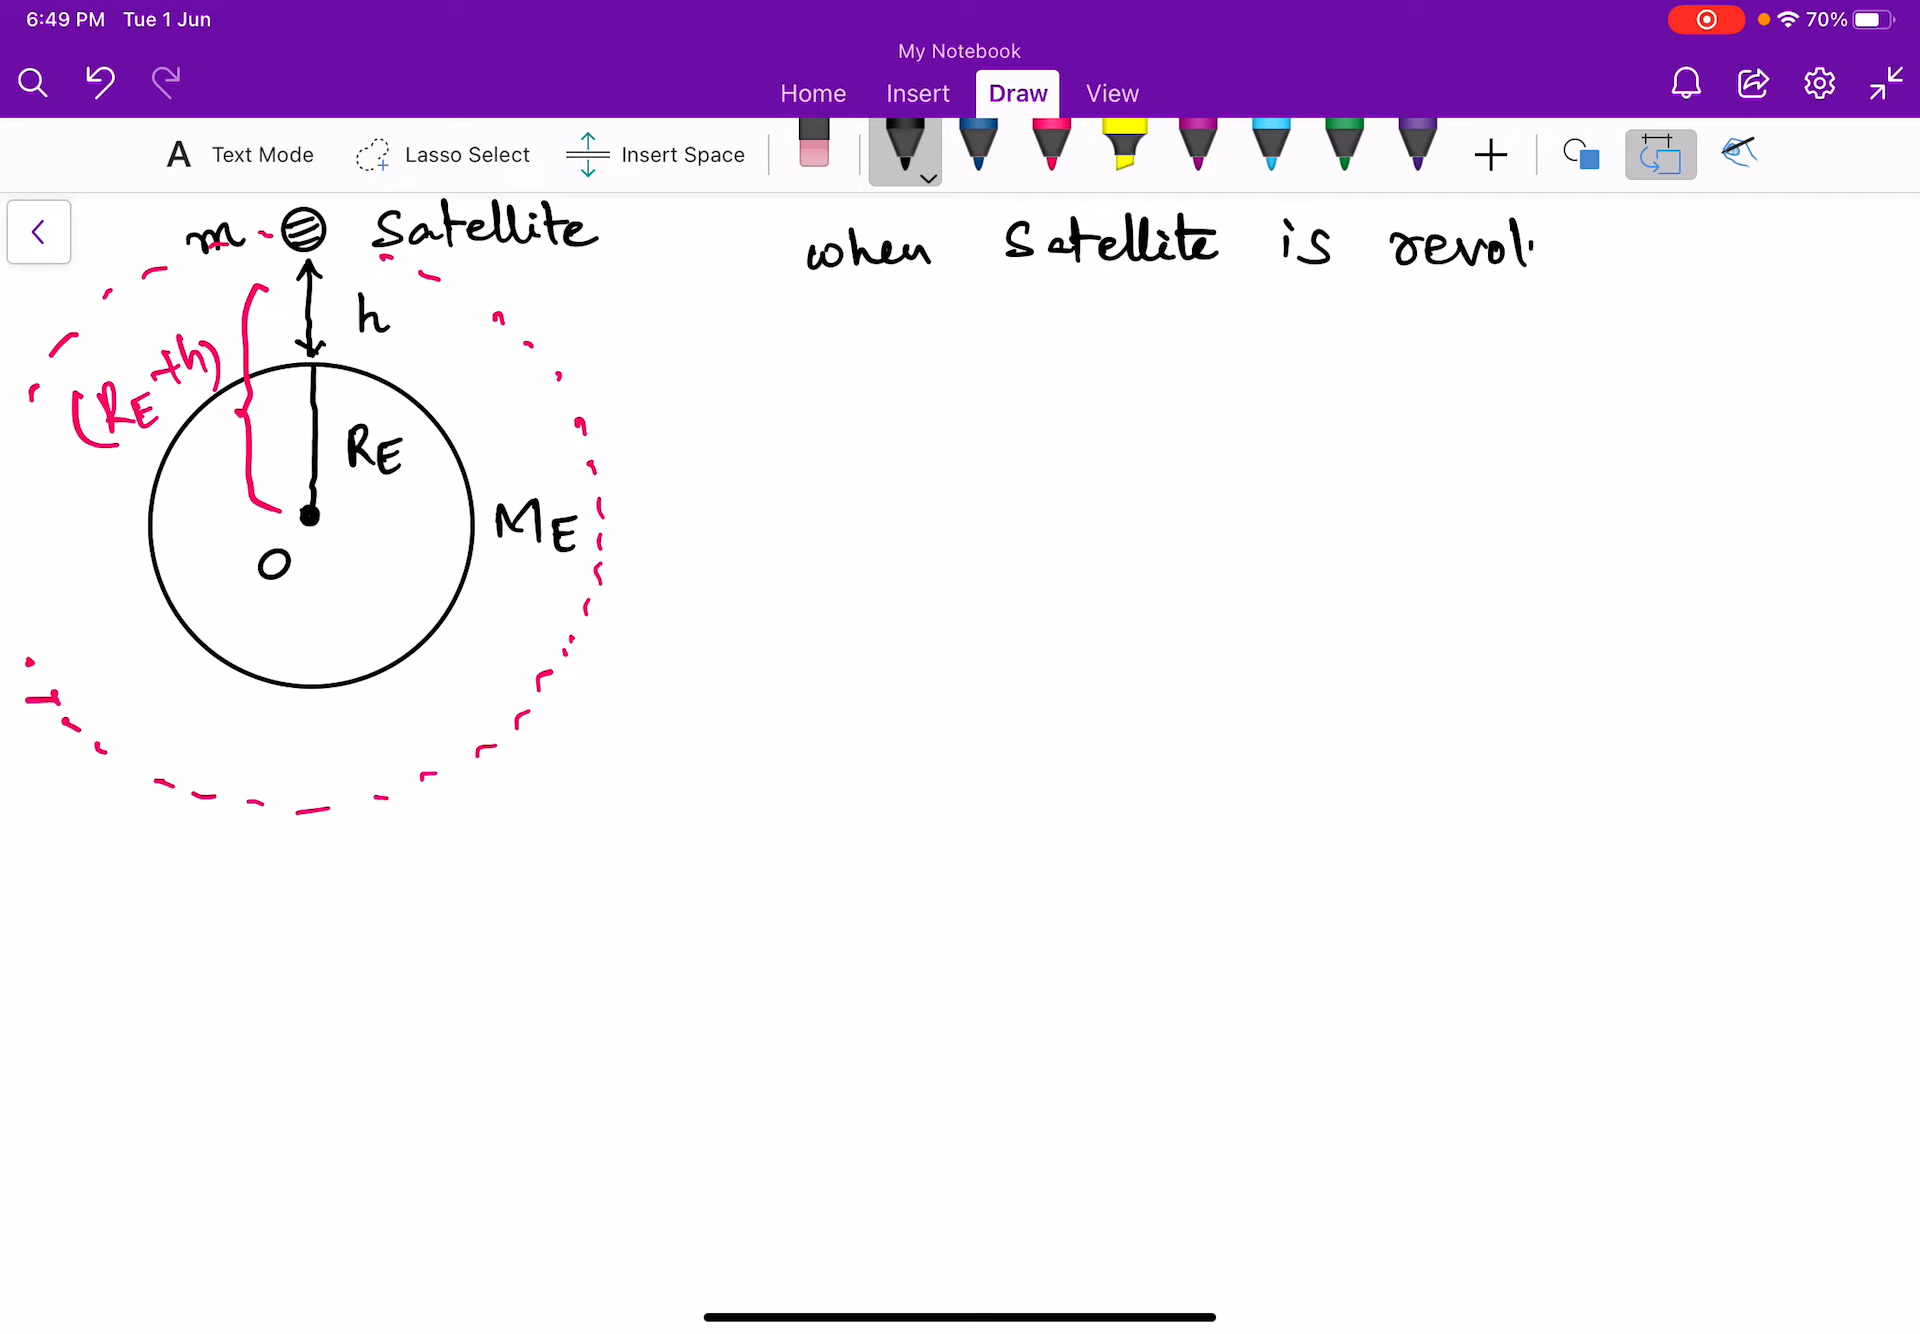 6:49 PM Tue 1 Jun
70%
My Notebook
Home Insert Draw View
A Text Mode Lasso Select Insert Space
m Satellite
when Satellite is revol
h
(RE+h)
RE
ME
O